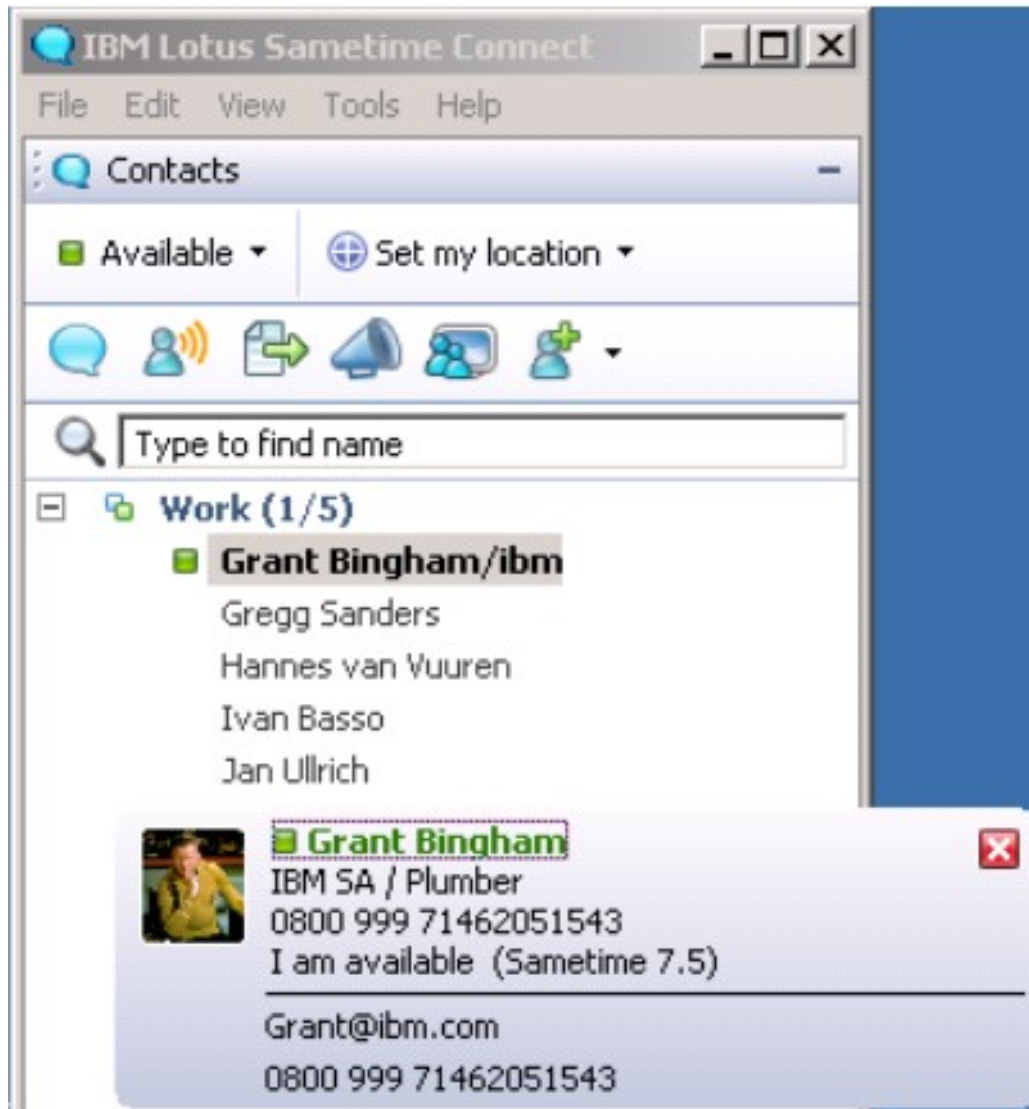 IBM Lotus Sametime Connect
File Edit View Tools Help
Contacts
Available Set my location
Type to find name
Work (1/5)
Grant Bingham/ibm
Gregg Sanders
Hannes van Vuuren
Ivan Basso
Jan Ullrich
Grant Bingham
IBM SA / Plumber
0800 999 71462051543
I am available (Sametime 7.5)
Grant@ibm.com
0800 999 71462051543